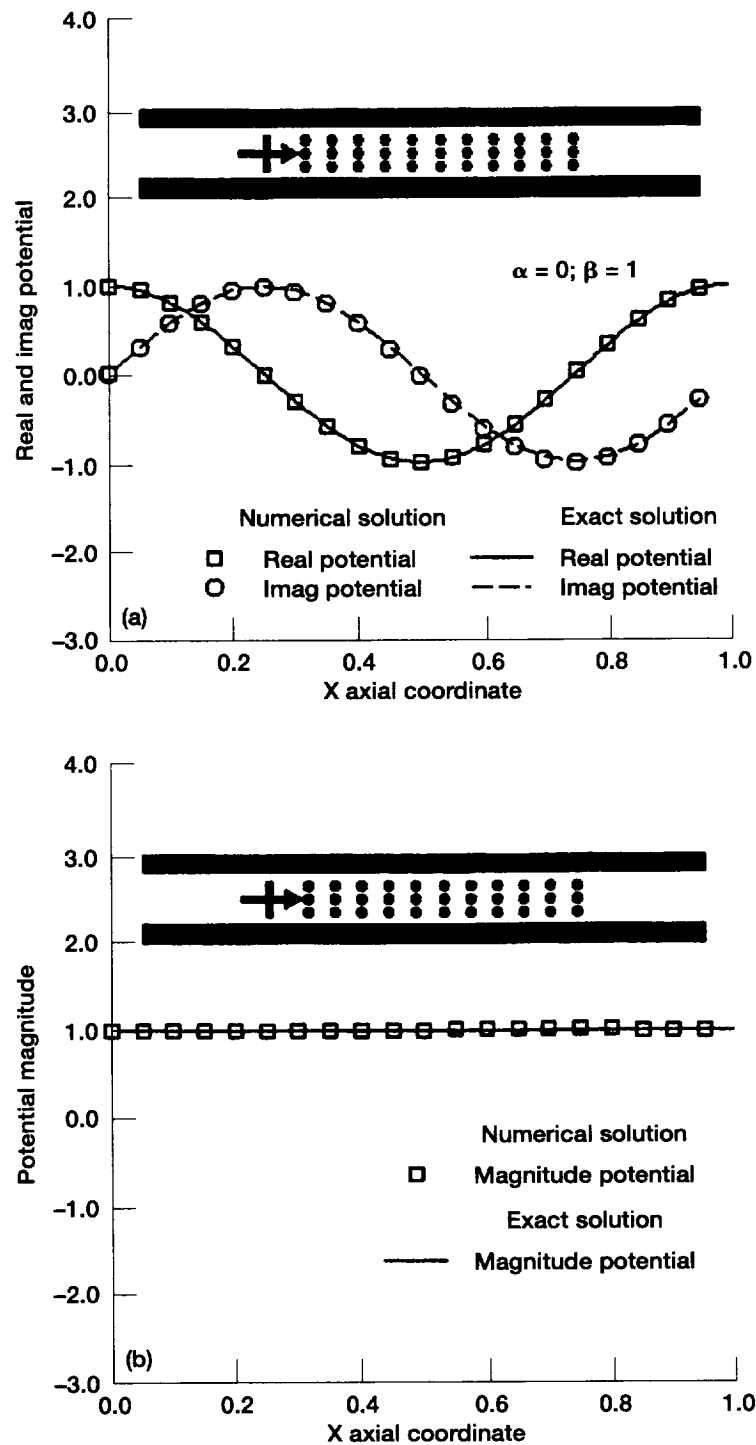 4.0
3.0
2.0
1.0
0.0
−1.0
−2.0
−3.0
Real and imag potential
α = 0; β = 1
Numerical solution Exact solution
Real potential Real potential
Imag potential Imag potential
(a)
0.0 0.2 0.4 0.6 0.8 1.0
X axial coordinate
4.0
3.0
2.0
1.0
0.0
−1.0
−2.0
−3.0
Potential magnitude
Numerical solution
Magnitude potential
Exact solution
Magnitude potential
(b)
0.0 0.2 0.4 0.6 0.8 1.0
X axial coordinate